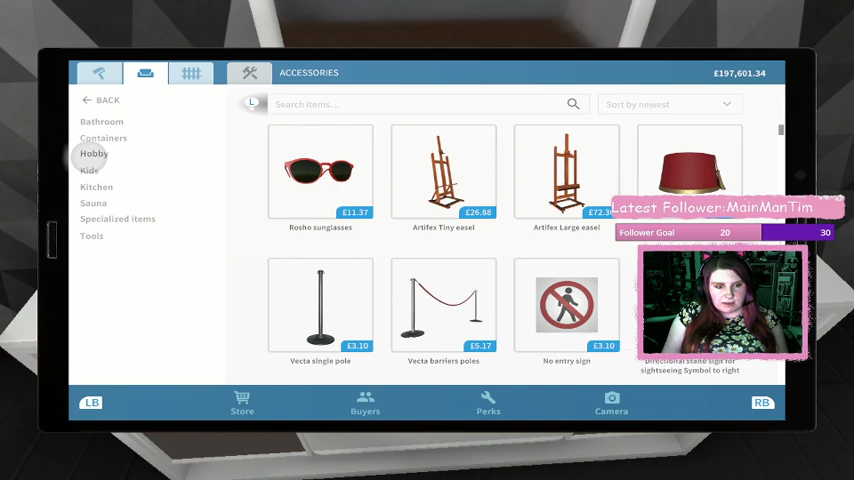 ACCESSORIES
£197,601.34
BACK
L
Search items...
Sort by newest
Bathroom
Containers
Hobby
Kids
Kitchen
Sauna
Specialized items
Tools
£11.37
£26.88
Rosho sunglasses
Artifex Tiny easel
Artifex Large easel
Latest Follower:MainManTim
Follower Goal
20
30
£3.10
£5.17
£3.10
Vecta single pole
Vecta barriers poles
No entry sign
Directional stand sign for
sightseeing Symbol to right
LB
Store
Buyers
Perks
Camera
RB